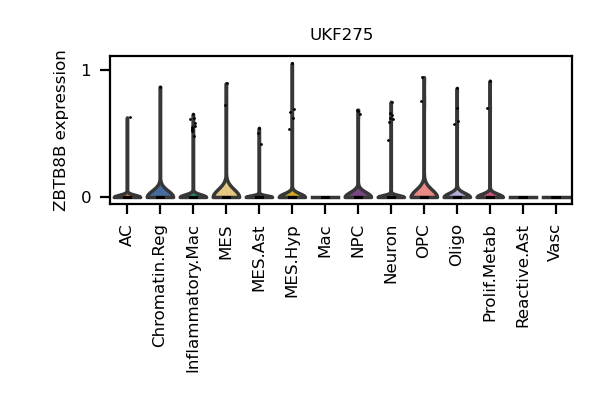 UKF275
ZBTB8B expression
1
0
AC
Chromatin.Reg
Inflammatory.Mac
MES
MES.Ast
MES.Hyp
Mac
NPC
Neuron
OPC
Oligo
Prolif.Metab
Reactive.Ast
Vasc